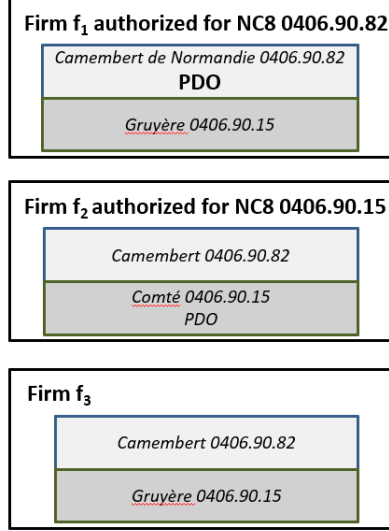 Firm f₁ authorized for NC8 0406.90.82
Camembert de Normandie 0406.90.82
PDO
Gruyère 0406.90.15
Firm f₂ authorized for NC8 0406.90.15
Camembert 0406.90.82
Comté 0406.90.15
PDO
Firm f₃
Camembert 0406.90.82
Gruyère 0406.90.15